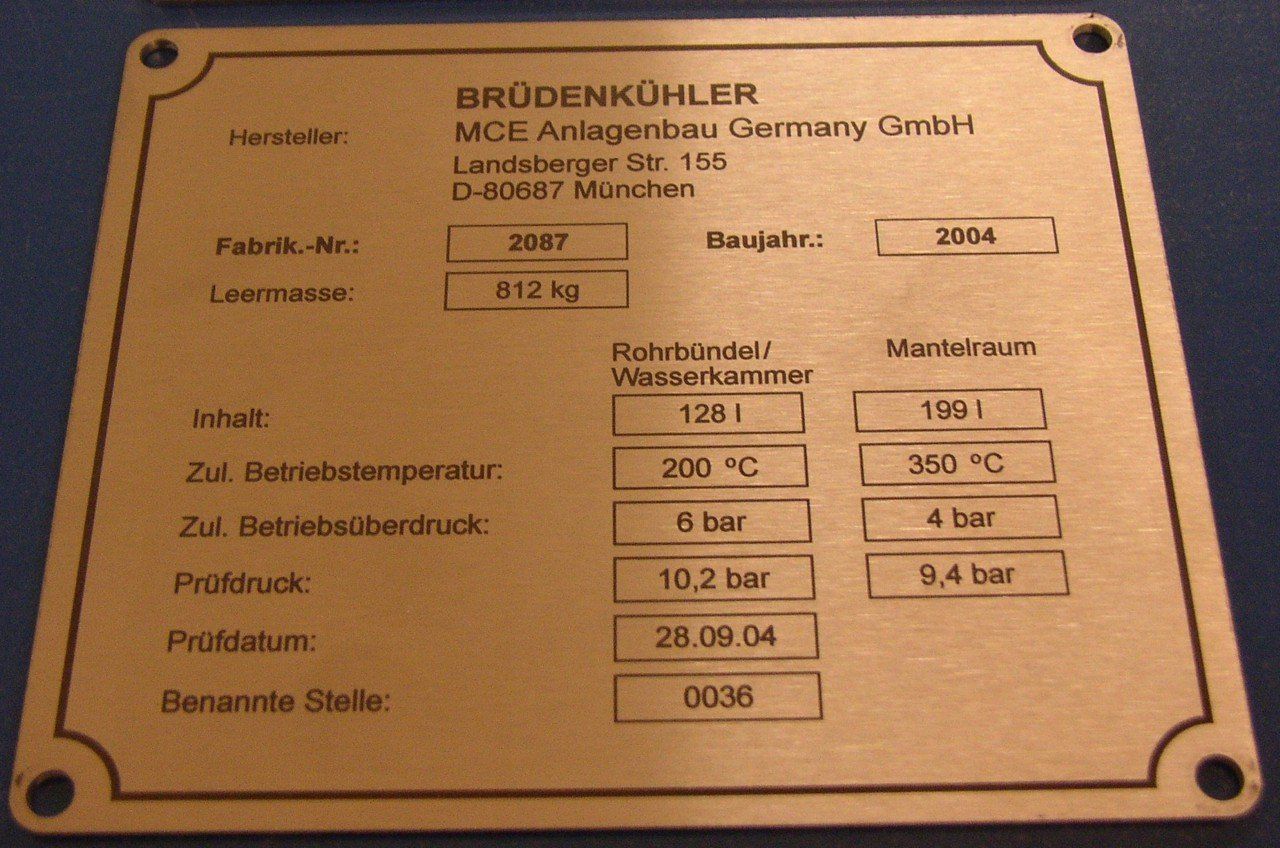 BRÜDENKÜHLER
Hersteller: MCE Anlagenbau Germany GmbH
Landsberger Str. 155
D-80687 München
Fabrik.-Nr.: 2087 Baujahr.: 2004
Leermasse: 812 kg
Rohrbündel/ Mantelraum
Wasserkammer
Inhalt: 128 l 199 l
Zul. Betriebstemperatur: 200 ºC 350 ºC
Zul. Betriebsüberdruck: 6 bar 4 bar
Prüfdruck: 10,2 bar 9,4 bar
Prüfdatum: 28.09.04
Benannte Stelle: 0036